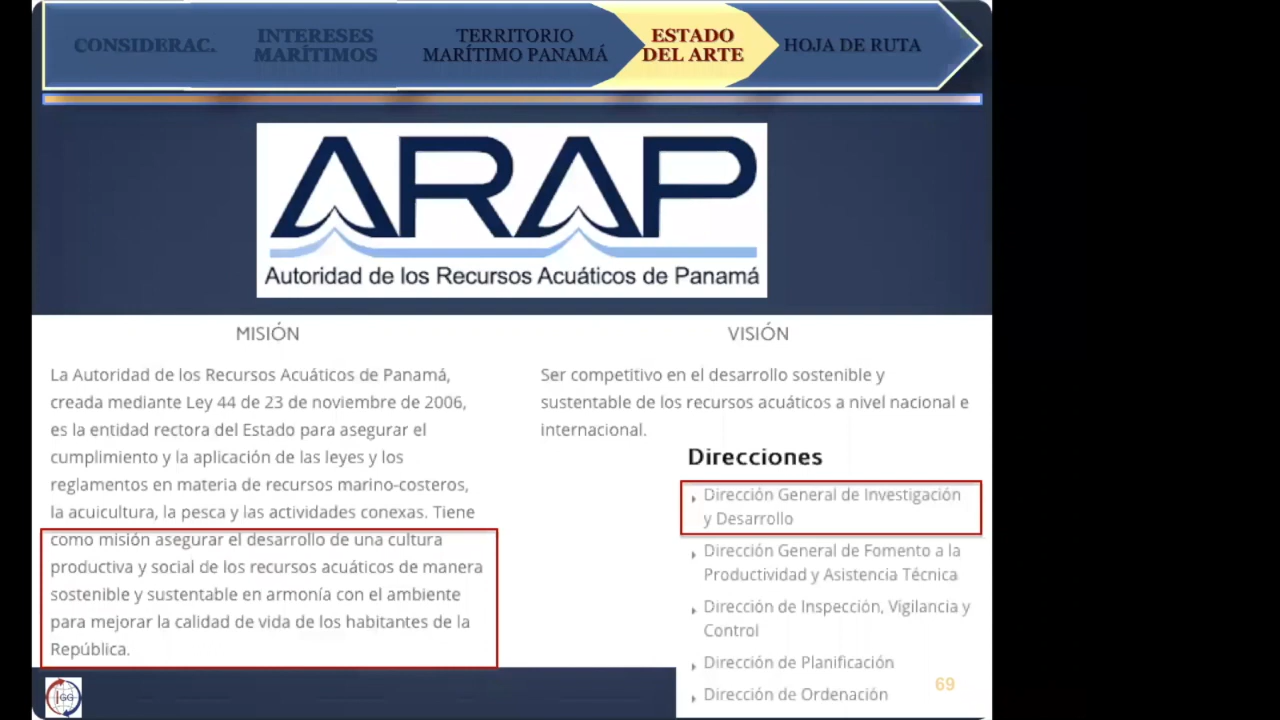 CONSIDERAC.
INTERESES
MARÍTIMOS
TERRITORIO
MARÍTIMO PANAMÁ
ESTADO
DEL ARTE
HOJA DE RUTA
ARAP
Autoridad de los Recursos Acuáticos de Panamá
MISIÓN
La Autoridad de los Recursos Acuáticos de Panamá,
creada mediante Ley 44 de 23 de noviembre de 2006,
es la entidad rectora del Estado para asegurar el
cumplimiento y la aplicación de las leyes y los
reglamentos en materia de recursos marino-costeros,
la acuicultura, la pesca y las actividades conexas. Tiene
como misión asegurar el desarrollo de una cultura
productiva y social de los recursos acuáticos de manera
sostenible y sustentable en armonía con el ambiente
para mejorar la calidad de vida de los habitantes de la
República.
VISIÓN
Ser competitivo en el desarrollo sostenible y
sustentable de los recursos acuáticos a nivel nacional e
internacional.
Direcciones
Dirección General de Investigación
y Desarrollo
Dirección General de Fomento a la
Productividad y Asistencia Técnica
Dirección de Inspección, Vigilancia y
Control
Dirección de Planificación
Dirección de Ordenación
69